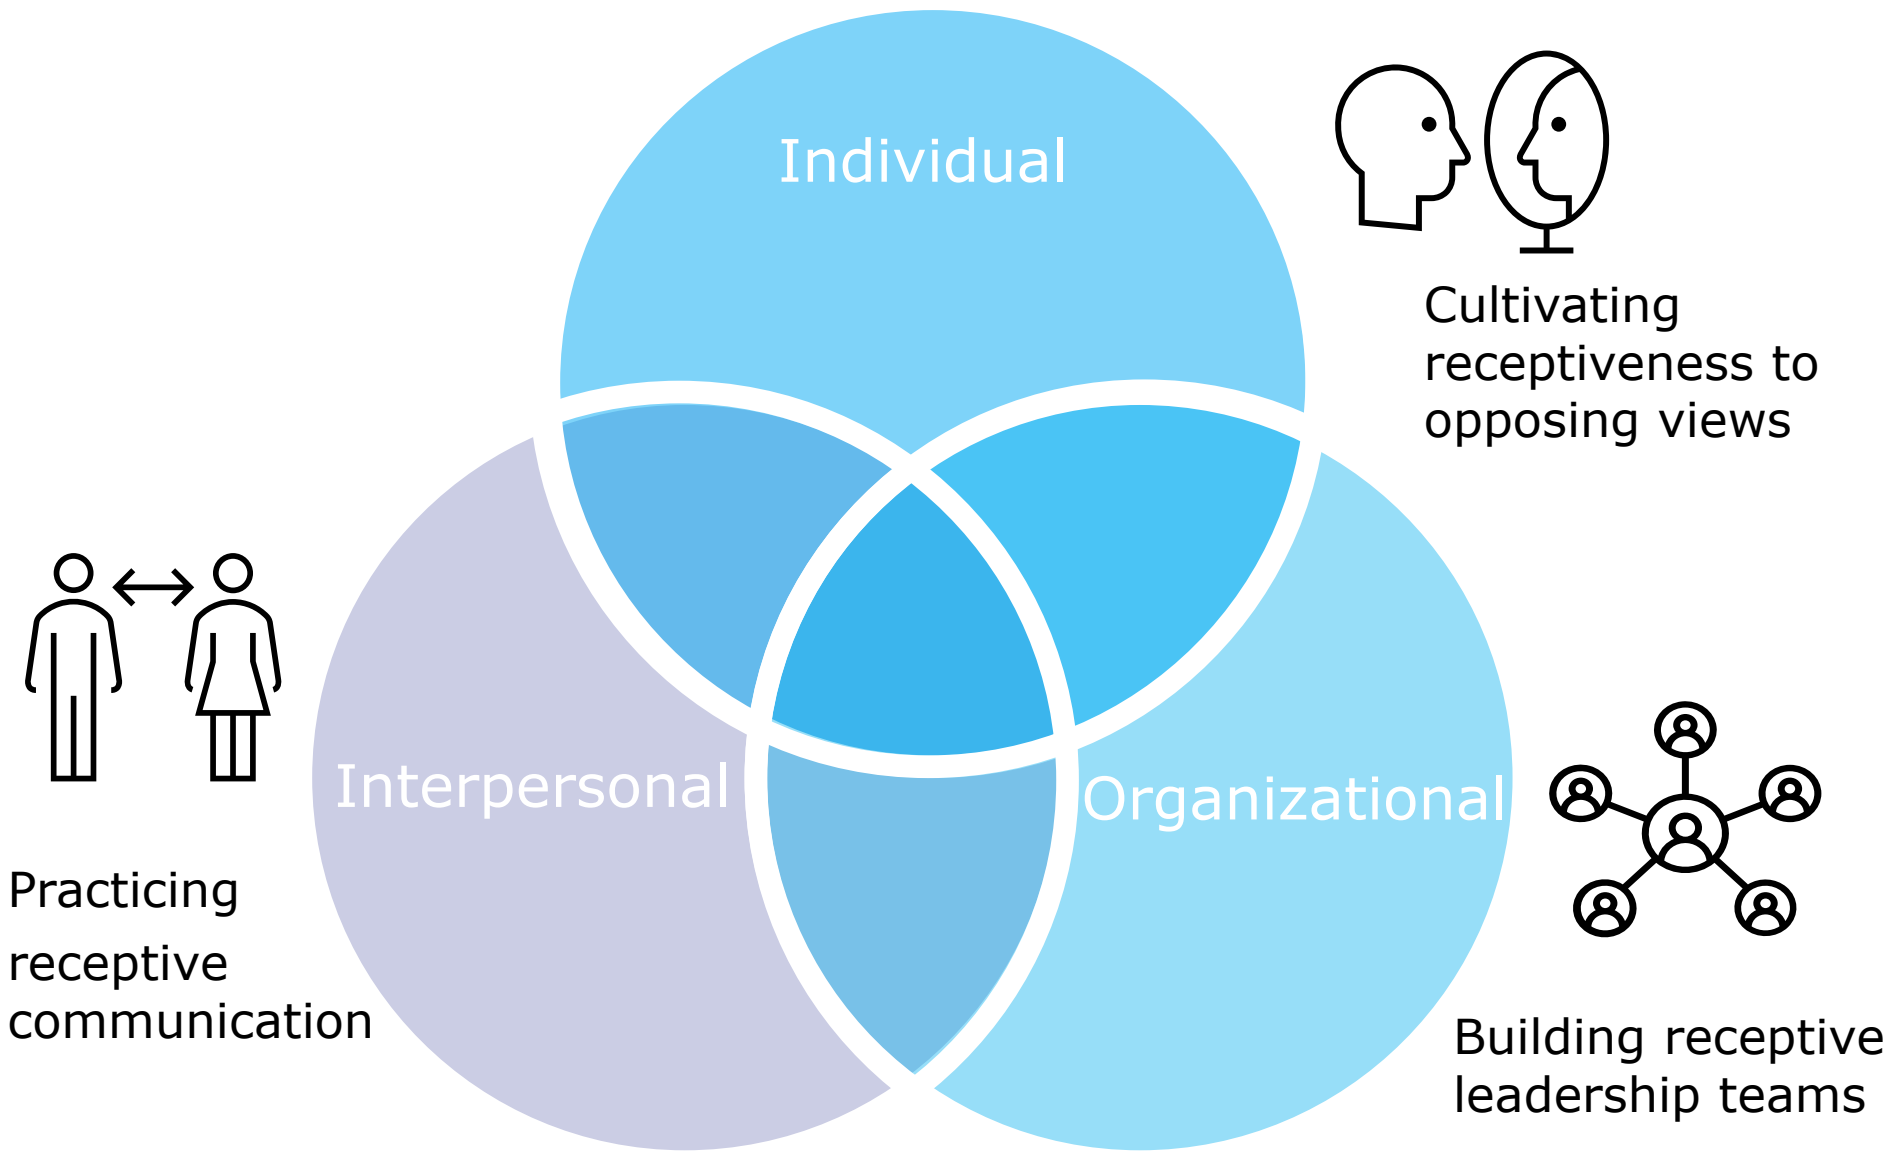 Individual
Cultivating
receptiveness to
opposing views
Interpersonal
Organizational
Practicing
receptive
communication
Building receptive
leadership teams